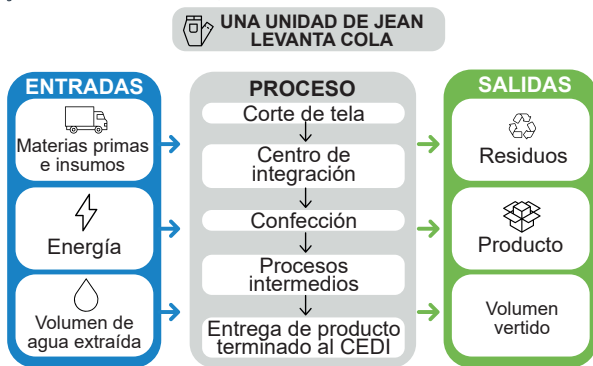 UNA UNIDAD DE JEAN
LEVANTA COLA
ENTRADAS
Materias primas
e insumos
Energía
Volumen de
agua extraída
PROCESO
Corte de tela
Centro de
integración
Confección
Procesos
intermedios
Entrega de producto
terminado al CEDI
SALIDAS
Residuos
Producto
Volumen
vertido